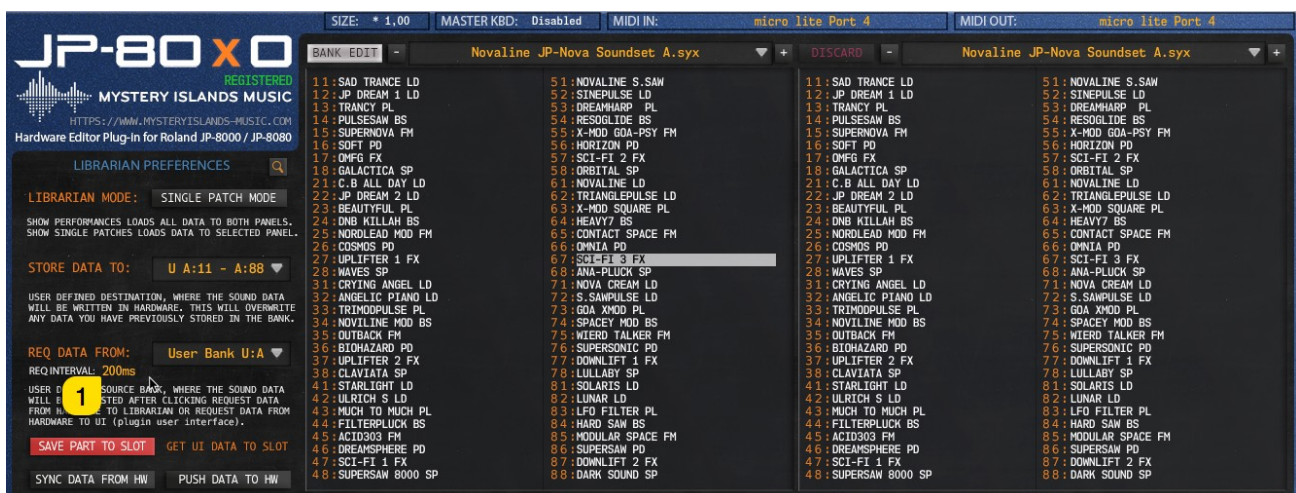 SIZE: * 1,00 MASTER KBD: Disabled MIDI IN: micro lite Port 4 MIDI OUT: micro lite Port 4
JP-80X0
REGISTERED
MYSTERY ISLANDS MUSIC
HTTPS://WWW.MYSTERYISLANDS-MUSIC.COM
Hardware Editor Plug-in for Roland JP-8000 / JP-8080
LIBRARIAN PREFERENCES
LIBRARIAN MODE: SINGLE PATCH MODE
SHOW PERFORMANCES LOADS ALL DATA TO BOTH PANELS.
SHOW SINGLE PATCHES LOADS DATA TO SELECTED PANEL.
STORE DATA TO: U A:11 - A:88
USER DEFINED DESTINATION, WHERE THE SOUND DATA
WILL BE WRITTEN IN HARDWARE. THIS WILL OVERWRITE
ANY DATA YOU HAVE PREVIOUSLY STORED IN THE BANK.
REQ DATA FROM: User Bank U:A
REQ INTERVAL: 200ms
1
USER SOURCE BANK, WHERE THE SOUND DATA
WILL AFTER CLICKING REQUEST DATA
FROM TO LIBRARIAN OR REQUEST DATA FROM
HARDWARE TO UI (plugin user interface).
SAVE PART TO SLOT GET UI DATA TO SLOT
SYNC DATA FROM HW PUSH DATA TO HW
BANK EDIT - Novaline JP-Nova Soundset A.syx +
11:SAD TRANCE LD
12:JP DREAM 1 LD
13:TRANCY PL
14:PULSESAW BS
15:SUPERNOVA FM
16:SOFT PD
17:OMFG FX
18:GALACTICA SP
21:C.B ALL DAY LD
22:JP DREAM 2 LD
23:BEAUTYFUL PL
24:DNB KILLAH BS
25:NORDLEAD MOD FM
26:COSMOS PD
27:UPLIFTER 1 FX
28:WAVES SP
31:CRYING ANGEL LD
32:ANGELIC PIANO LD
33:TRIMODPULSE PL
34:NOVILINE MOD BS
35:OUTBACK FM
36:BIOHAZARD PD
37:UPLIFTER 2 FX
38:CLAVIATA SP
41:STARLIGHT LD
42:ULRICH S LD
43:MUCH TO MUCH PL
44:FILTERPLUCK BS
45:ACID303 FM
46:DREAMSPHERE PD
47:SCI-FI 1 FX
48:SUPERSAW 8000 SP
51:NOVALINE S.SAW
52:SINEPULSE LD
53:DREAMHARP PL
54:RESOGLIDE BS
55:X-MOD GOA-PSY FM
56:HORIZON PD
57:SCI-FI 2 FX
58:ORBITAL SP
61:NOVALINE LD
62:TRIANGLEPULSE LD
63:X-MOD SQUARE PL
64:HEAVY7 BS
65:CONTACT SPACE FM
66:OMNIA PD
67:SCI-FI 3 FX
68:ANA-PLUCK SP
71:NOVA CREAM LD
72:S.SAWPULSE LD
73:GOA XMOD PL
74:SPACEY MOD BS
75:WIERD TALKER FM
76:SUPERSONIC PD
77:DOWNLIFT 1 FX
78:LULLABY SP
81:SOLARIS LD
82:LUNAR LD
83:LFO FILTER PL
84:HARD SAW BS
85:MODULAR SPACE FM
86:SUPERSAW PD
87:DOWNLIFT 2 FX
88:DARK SOUND SP
DISCARD - Novaline JP-Nova Soundset A.syx +
11:SAD TRANCE LD
12:JP DREAM 1 LD
13:TRANCY PL
14:PULSESAW BS
15:SUPERNOVA FM
16:SOFT PD
17:OMFG FX
18:GALACTICA SP
21:C.B ALL DAY LD
22:JP DREAM 2 LD
23:BEAUTYFUL PL
24:DNB KILLAH BS
25:NORDLEAD MOD FM
26:COSMOS PD
27:UPLIFTER 1 FX
28:WAVES SP
31:CRYING ANGEL LD
32:ANGELIC PIANO LD
33:TRIMODPULSE PL
34:NOVILINE MOD BS
35:OUTBACK FM
36:BIOHAZARD PD
37:UPLIFTER 2 FX
38:CLAVIATA SP
41:STARLIGHT LD
42:ULRICH S LD
43:MUCH TO MUCH PL
44:FILTERPLUCK BS
45:ACID303 FM
46:DREAMSPHERE PD
47:SCI-FI 1 FX
48:SUPERSAW 8000 SP
51:NOVALINE S.SAW
52:SINEPULSE LD
53:DREAMHARP PL
54:RESOGLIDE BS
55:X-MOD GOA-PSY FM
56:HORIZON PD
57:SCI-FI 2 FX
58:ORBITAL SP
61:NOVALINE LD
62:TRIANGLEPULSE LD
63:X-MOD SQUARE PL
64:HEAVY7 BS
65:CONTACT SPACE FM
66:OMNIA PD
67:SCI-FI 3 FX
68:ANA-PLUCK SP
71:NOVA CREAM LD
72:S.SAWPULSE LD
73:GOA XMOD PL
74:SPACEY MOD BS
75:WIERD TALKER FM
76:SUPERSONIC PD
77:DOWNLIFT 1 FX
78:LULLABY SP
81:SOLARIS LD
82:LUNAR LD
83:LFO FILTER PL
84:HARD SAW BS
85:MODULAR SPACE FM
86:SUPERSAW PD
87:DOWNLIFT 2 FX
88:DARK SOUND SP